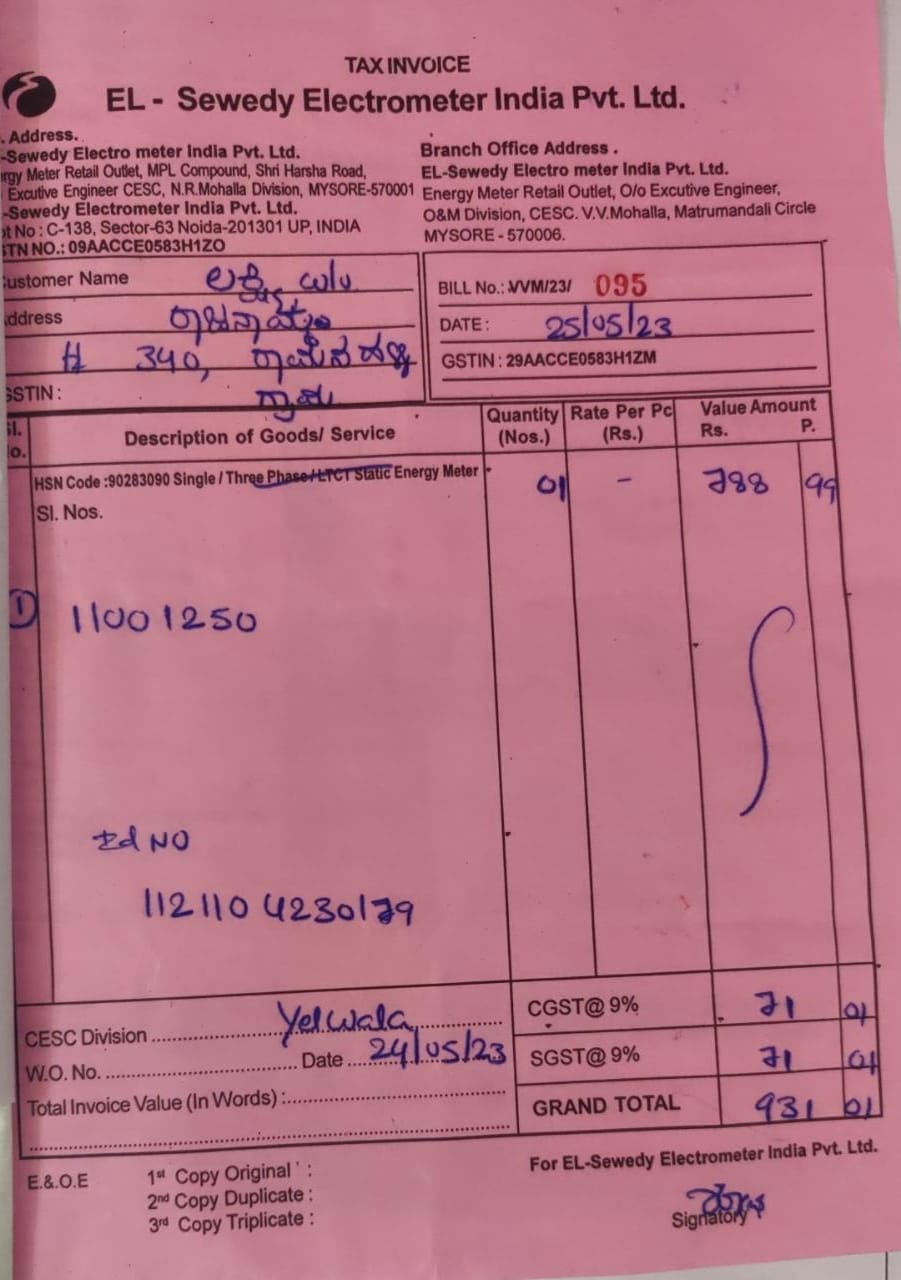 TAX INVOICE
EL - Sewedy Electrometer India Pvt. Ltd.
. Address.
-Sewedy Electro meter India Pvt. Ltd.
rgy Meter Retail Outlet, MPL Compound, Shri Harsha Road,
Excutive Engineer CESC, N.R.Mohalla Division, MYSORE-570001
-Sewedy Electrometer India Pvt. Ltd.
ot No : C-138, Sector-63 Noida-201301 UP, INDIA
STN NO.: 09AACCE0583H1ZO
Branch Office Address .
EL-Sewedy Electro meter India Pvt. Ltd.
Energy Meter Retail Outlet, O/o Excutive Engineer,
O&M Division, CESC. V.V.Mohalla, Matrumandali Circle
MYSORE - 570006.
ustomer Name
ddress
# 340,
GSTIN :
BILL No.: VVM/23/ 095
DATE : 25/05/23
GSTIN : 29AACCE0583H1ZM
Sl. No. Description of Goods/ Service Quantity (Nos.) Rate Per Pc (Rs.) Value Amount Rs. P.
HSN Code :90283090 Single / Three Phase / LTCT Static Energy Meter 01 - 788 99
Sl. Nos.
1 11001250
Ed NO
112110 4230179
CESC Division Yelwala
W.O. No. Date 24/05/23
Total Invoice Value (In Words) :
CGST@ 9% 71 01
SGST@ 9% 71 01
GRAND TOTAL 931 01
E.&.O.E
1st Copy Original :
2nd Copy Duplicate :
3rd Copy Triplicate :
For EL-Sewedy Electrometer India Pvt. Ltd.
Signatory